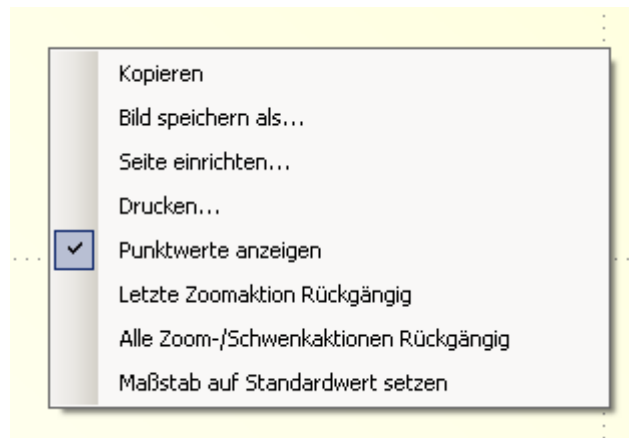 Kopieren
Bild speichern als...
Seite einrichten...
Drucken...
Punktwerte anzeigen
Letzte Zoomaktion Rückgängig
Alle Zoom-/Schwenkaktionen Rückgängig
Maßstab auf Standardwert setzen